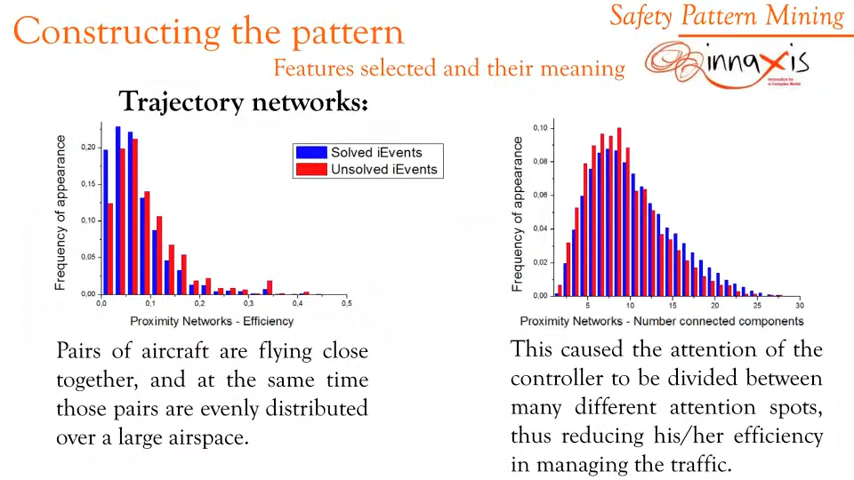 Safety Pattern Mining
Constructing the pattern
Features selected and their meaning
innaxis
Trajectory networks:
Frequency of appearance
0,20
0,15
0,10
0,05
0,00
0,0
0,1
0,2
0,3
0,4
0,5
Proximity Networks - Efficiency
Solved iEvents
Unsolved iEvents
Frequency of appearance
0,10
0,08
0,06
0,04
0,02
0,00
5
10
15
20
25
30
Proximity Networks - Number connected components
Pairs of aircraft are flying close
together, and at the same time
those pairs are evenly distributed
over a large airspace.
This caused the attention of the
controller to be divided between
many different attention spots,
thus reducing his/her efficiency
in managing the traffic.